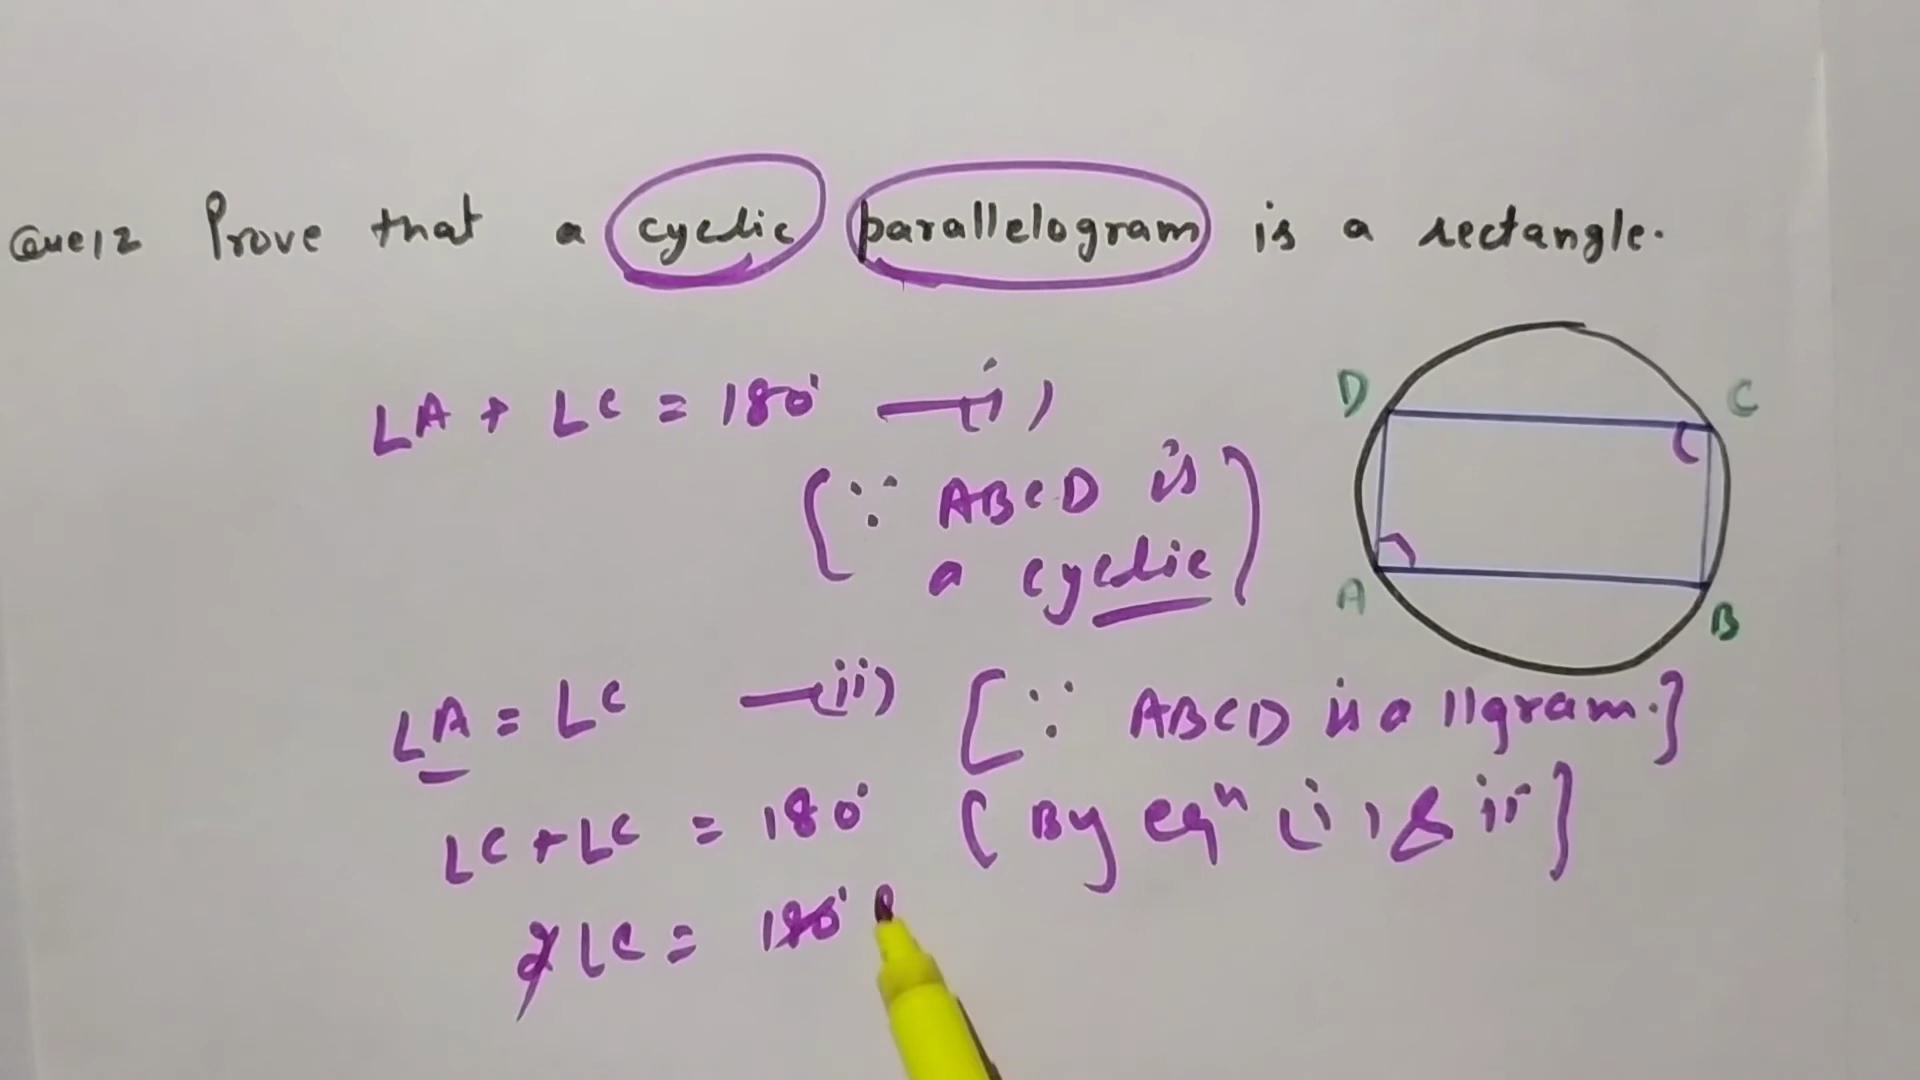 Que12 Prove that a cyclic parallelogram is a rectangle.
∠A + ∠C = 180° —(i)
(∵ ABCD is
a cyclic)
D
C
A
B
∠A = ∠C —(ii) [∵ ABCD is a llgram.]
∠C + ∠C = 180° (By eqⁿ (i) & ii]
2∠C = 180°